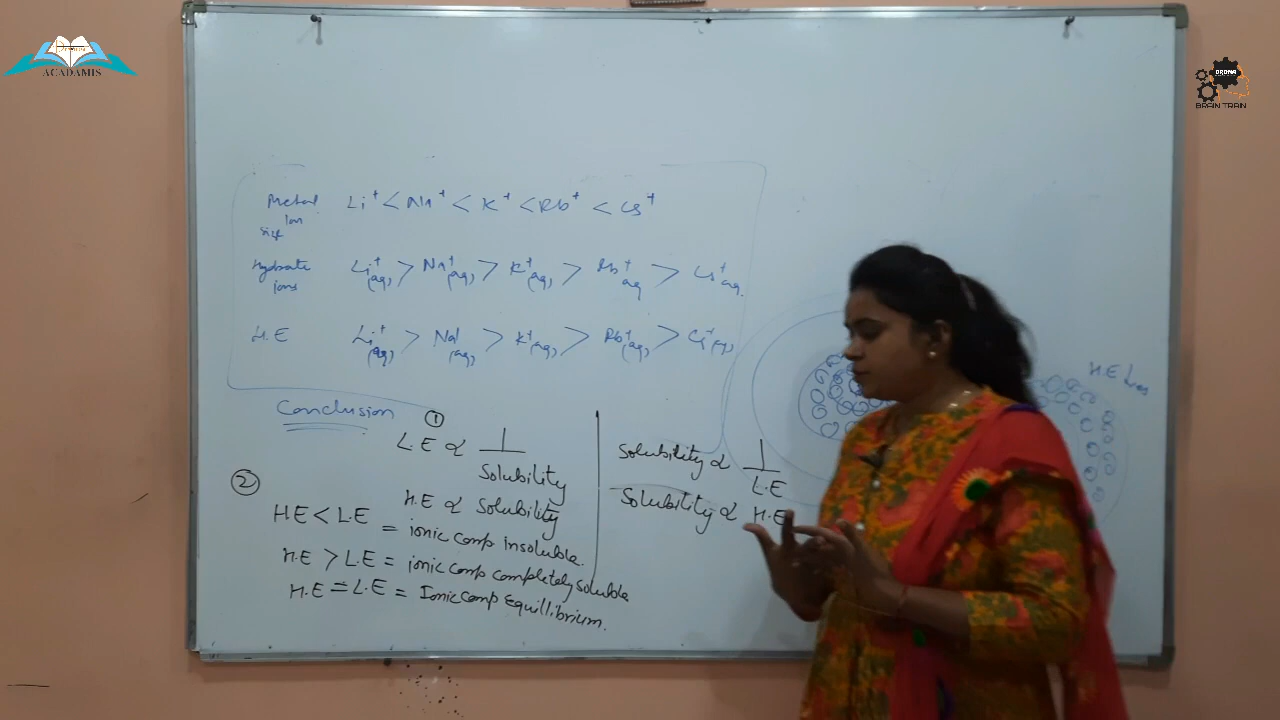 ACADAMIS
DRONA
BRAIN TRAIN
Metal
Ion
size
Li⁺ < Na⁺ < K⁺ < Rb⁺ < Cs⁺
Hydrate
ions
Li⁺(aq) > Na⁺(aq) > K⁺(aq) > Rb⁺aq > Cs⁺aq.
H.E Li⁺(aq) > Na⁺(aq) > K⁺(aq) > Rb⁺(aq) > Cs⁺(aq)
H.E Loss
Conclusion
①
L.E ∝ 1/Solubility
②
H.E ∝ Solubility
H.E < L.E = ionic comp insoluble.
H.E > L.E = ionic comp completely soluble
H.E = L.E = Ionic comp Equillibrium.
Solubility ∝ 1/L.E
Solubility ∝ H.E